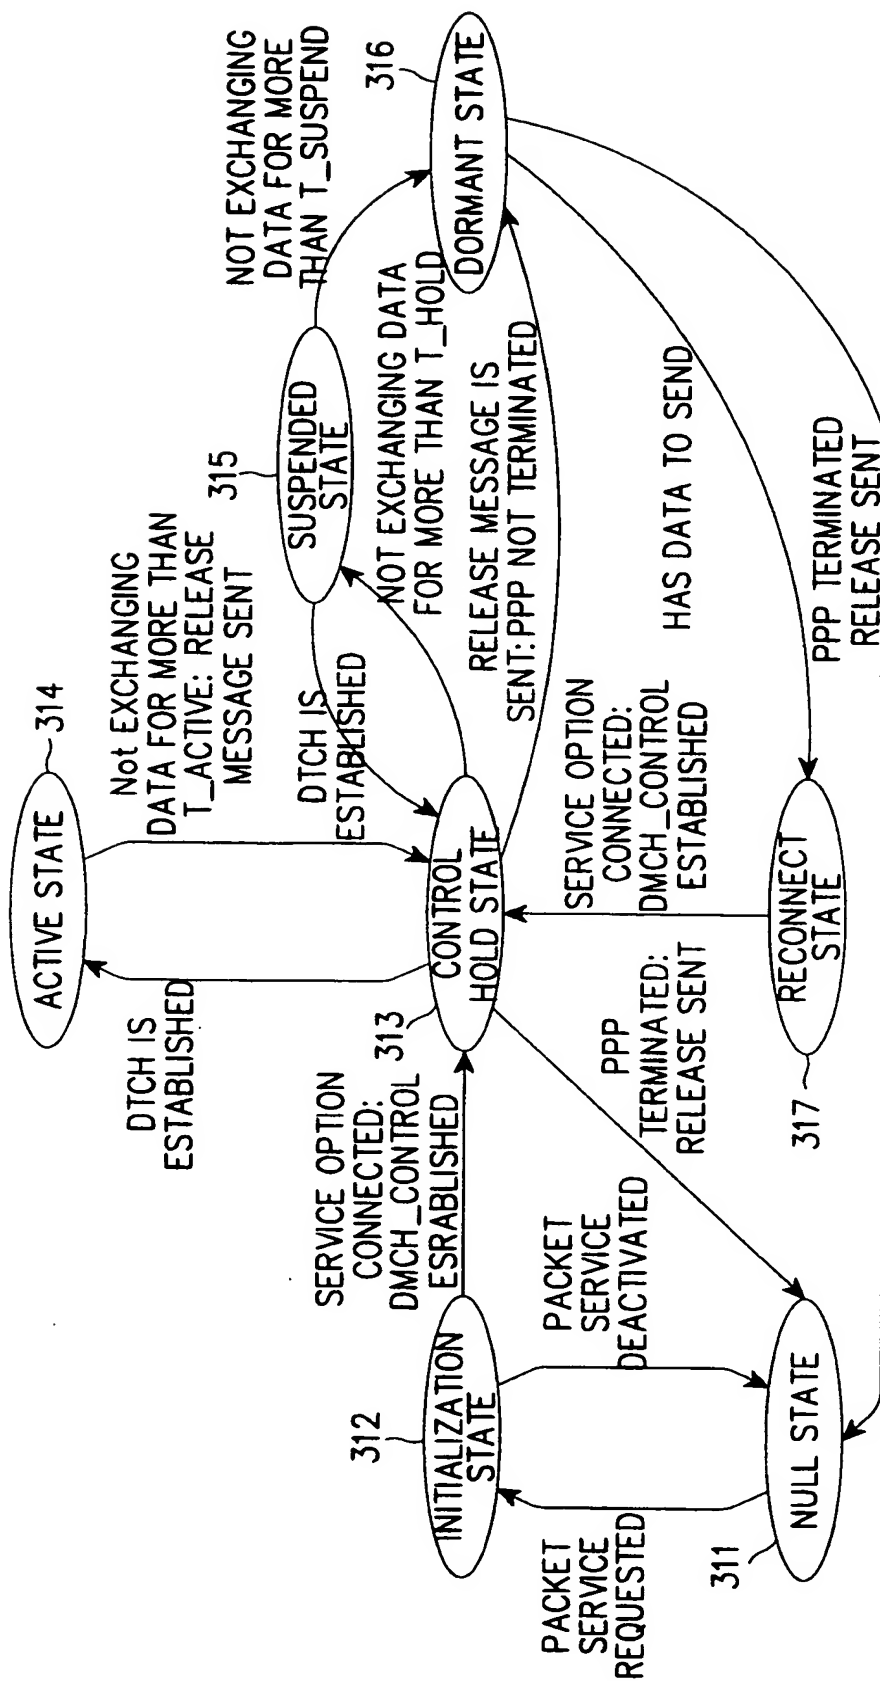 ACTIVE STATE
314
DTCH IS
ESTABLISHED
Not EXCHANGING
DATA FOR MORE THAN
T_ACTIVE: RELEASE
MESSAGE SENT
NOT EXCHANGING
DATA FOR MORE
THAN T_SUSPEND
315
SUSPENDED
STATE
316
DORMANT STATE
DTCH IS
ESTABLISHED
NOT EXCHANGING DATA
FOR MORE THAN T_HOLD
312
INITIALIZATION
STATE
SERVICE OPTION
CONNECTED:
DMCH_CONTROL
ESRABLISHED
313
CONTROL
HOLD STATE
RELEASE MESSAGE IS
SENT:PPP NOT TERMINATED
PACKET
SERVICE
REQUESTED
PACKET
SERVICE
DEACTIVATED
PPP
TERMINATED:
RELEASE SENT
SERVICE OPTION
CONNECTED:
DMCH_CONTROL
ESTABLISHED
HAS DATA TO SEND
311
NULL STATE
317
RECONNECT
STATE
PPP TERMINATED
RELEASE SENT